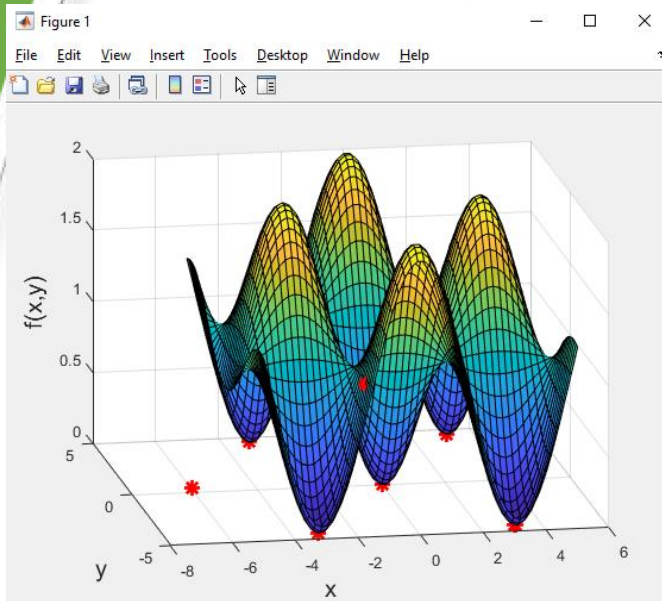 Figure 1
File Edit View Insert Tools Desktop Window Help
2
1.5
1
0.5
0
f(x,y)
5
0
-5
y
-8 -6 -4 -2 0 2 4 6
x